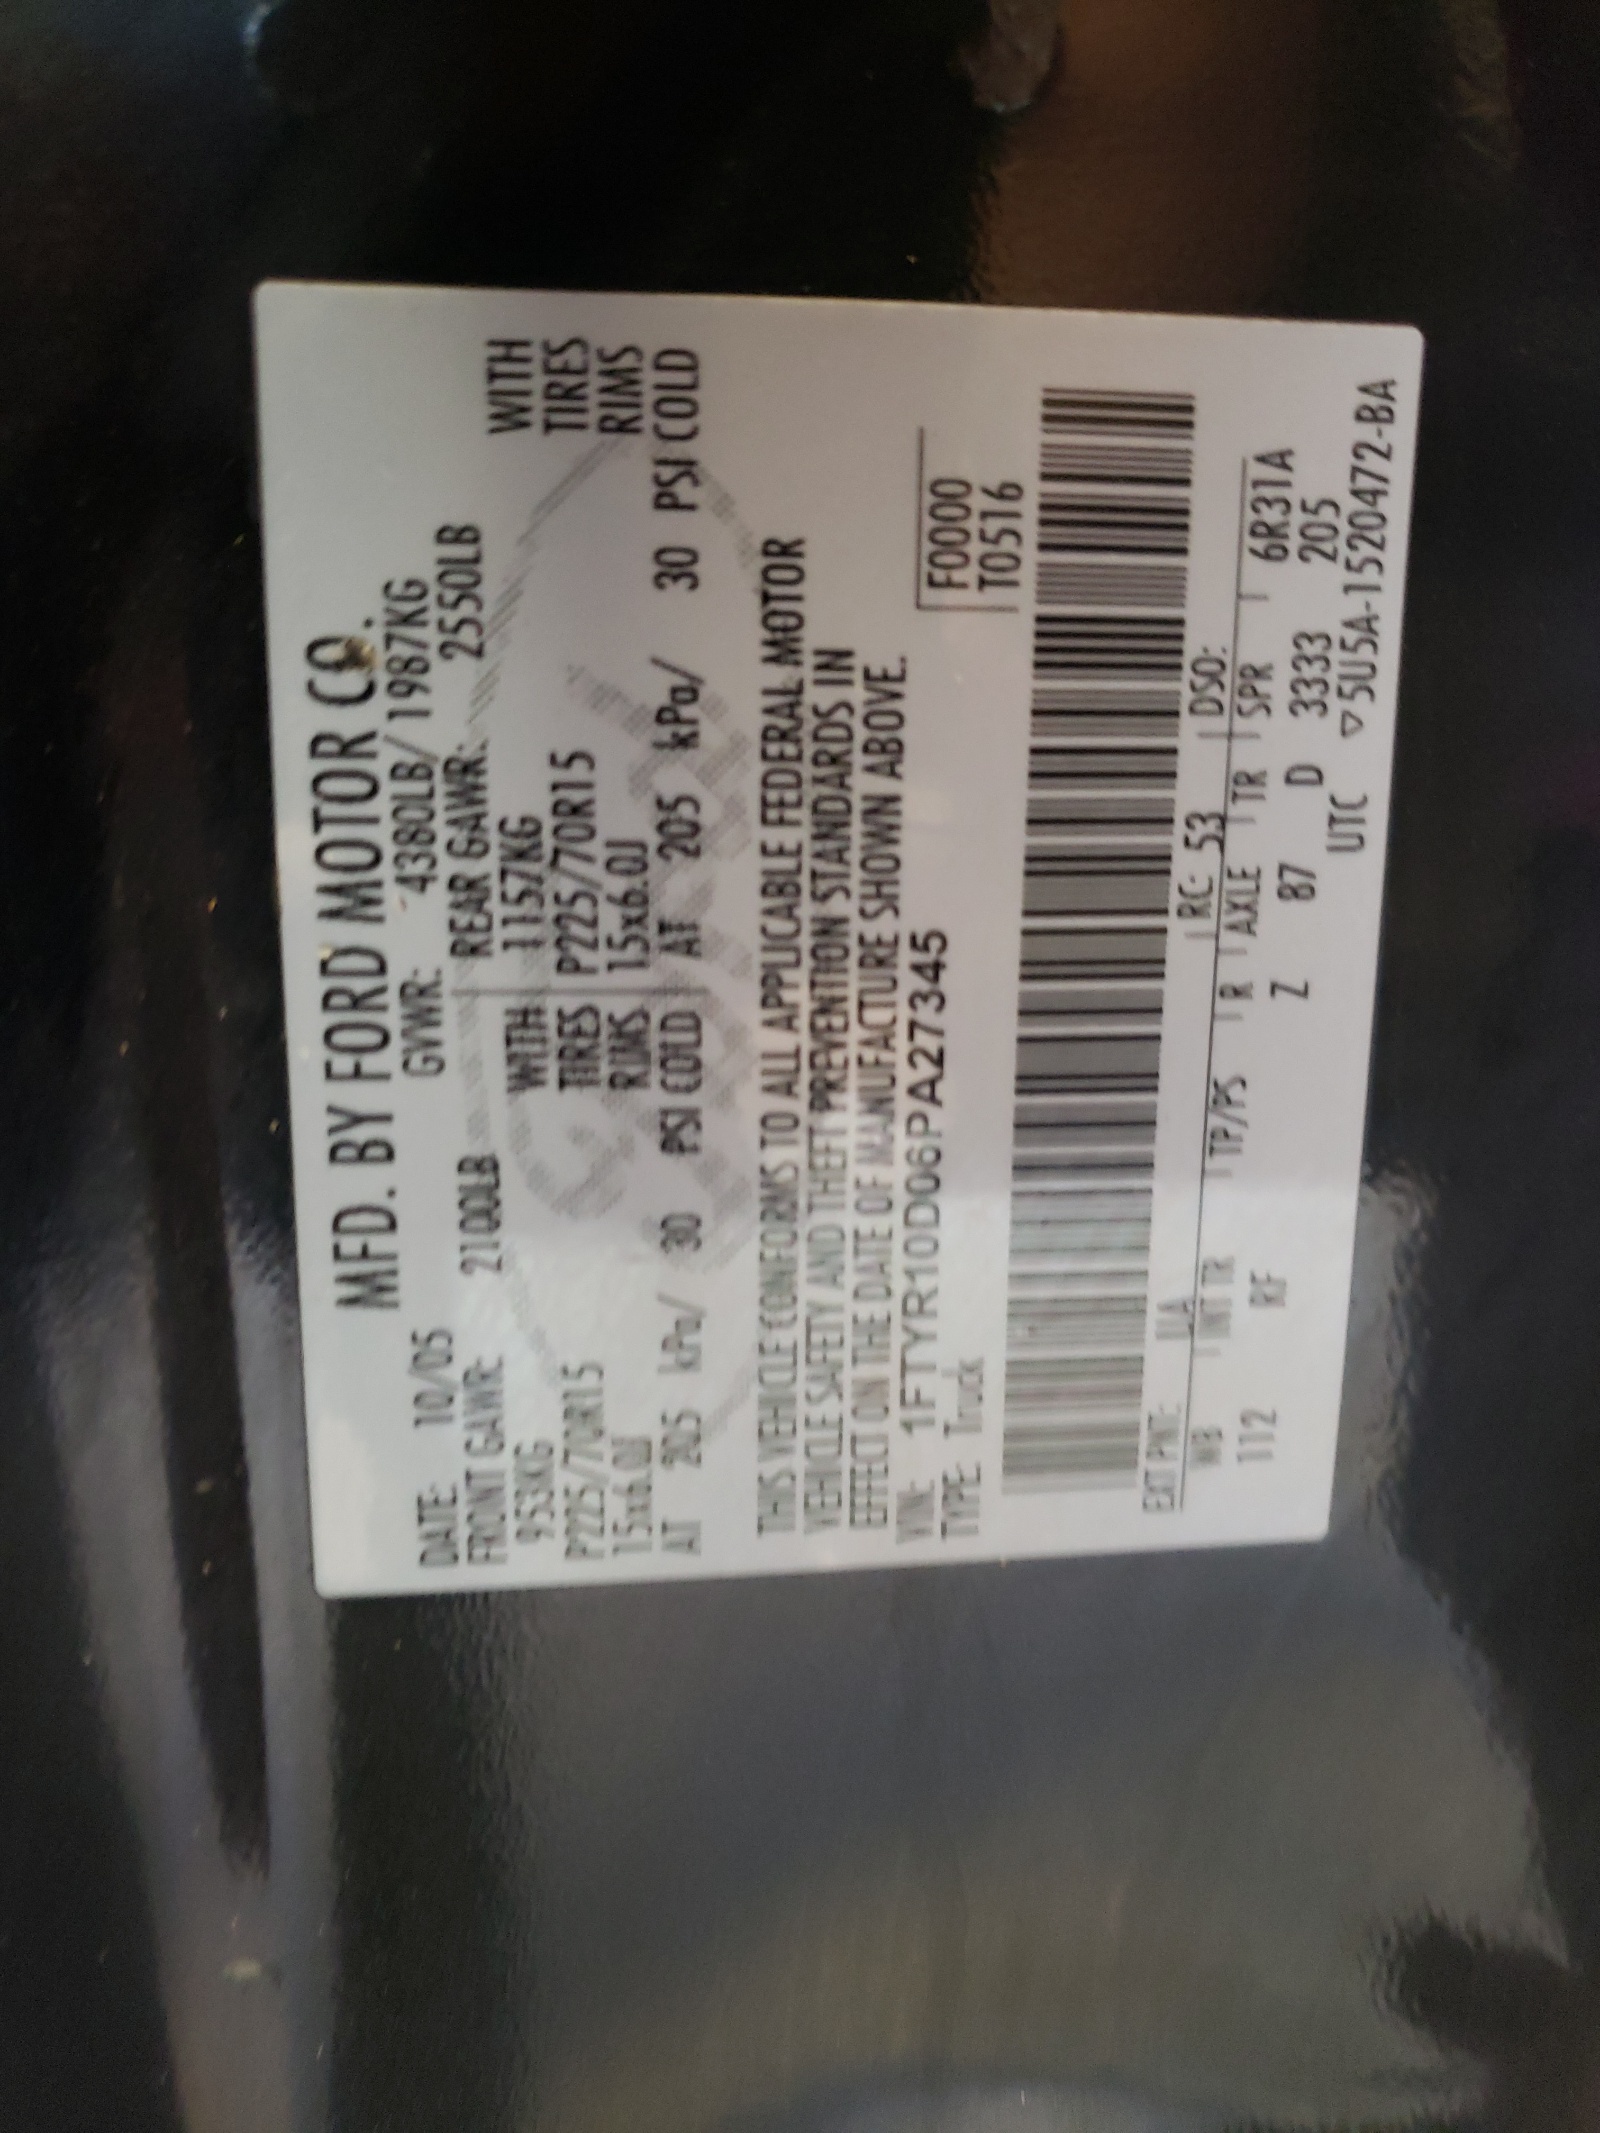 MFD. BY FORD MOTOR CO.
DATE: 10/05 GVWR: 4380LB/ 1987KG
FRONT GAWR: 2100LB REAR GAWR: 2550LB
953KG WITH 1157KG WITH
P225/70R15 TIRES P225/70R15 TIRES
15x6.0J RIMS 15x6.0J RIMS
AT 205 kPa/ 30 PSI COLD AT 205 kPa/ 30 PSI COLD
THIS VEHICLE CONFORMS TO ALL APPLICABLE FEDERAL MOTOR
VEHICLE SAFETY AND THEFT PREVENTION STANDARDS IN
EFFECT ON THE DATE OF MANUFACTURE SHOWN ABOVE.
VIN: 1FTYR10D06PA27345 F0000
TYPE: Truck T0516
EXT PNT: UA RC: 53 DSO:
WB INT TR TP/PS R AXLE TR SPR 6R31A
112 RF Z 87 D 3333 205
UTC ▽5U5A-1520472-BA